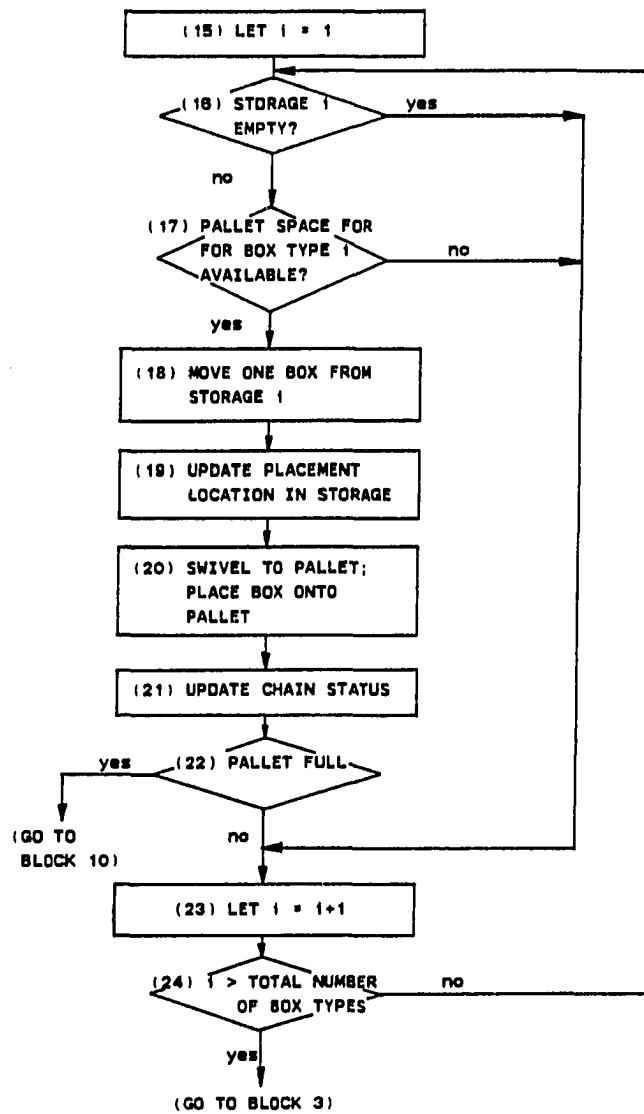 (15) LET i = 1
(16) STORAGE i
EMPTY?
yes
no
(17) PALLET SPACE FOR
FOR BOX TYPE i
AVAILABLE?
no
yes
(18) MOVE ONE BOX FROM
STORAGE i
(19) UPDATE PLACEMENT
LOCATION IN STORAGE
(20) SWIVEL TO PALLET;
PLACE BOX ONTO
PALLET
(21) UPDATE CHAIN STATUS
(22) PALLET FULL
yes
(GO TO
BLOCK 10)
no
(23) LET i = i+1
(24) i > TOTAL NUMBER
OF BOX TYPES
no
yes
(GO TO BLOCK 3)